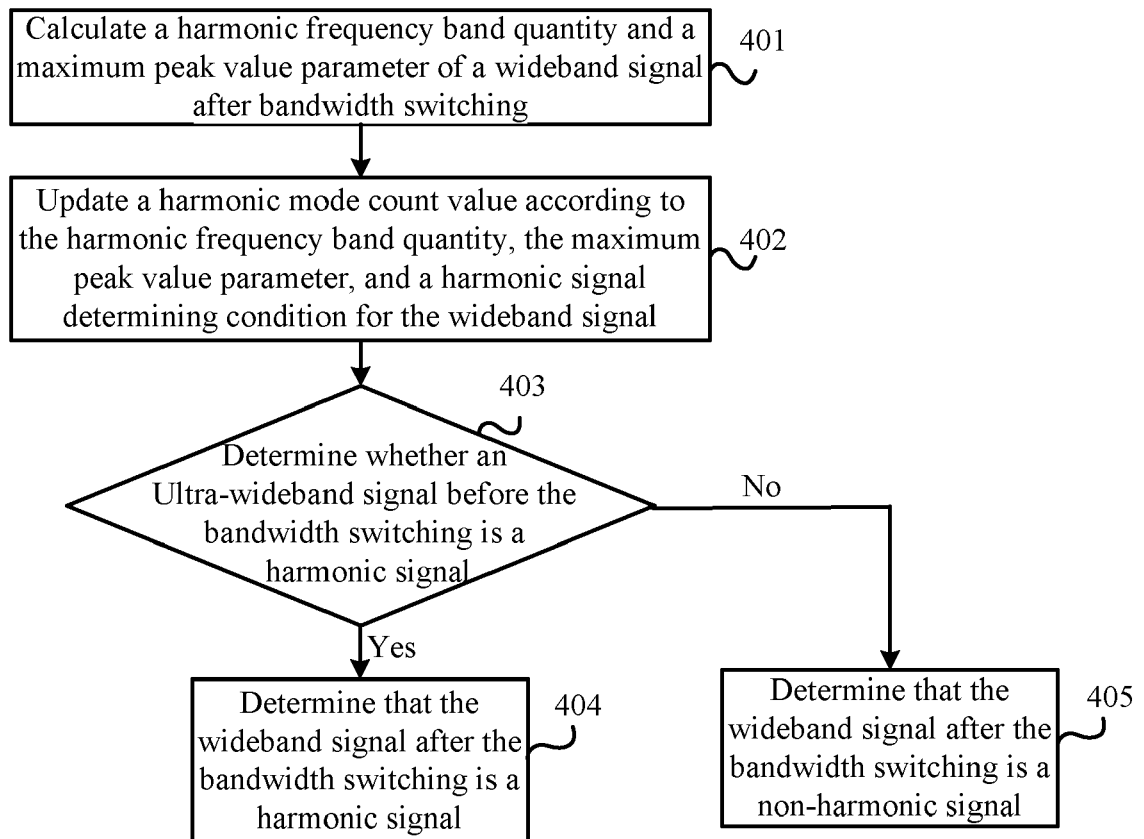 Calculate a harmonic frequency band quantity and a
maximum peak value parameter of a wideband signal
after bandwidth switching
401
Update a harmonic mode count value according to
the harmonic frequency band quantity, the maximum
peak value parameter, and a harmonic signal
determining condition for the wideband signal
402
403
Determine whether an
Ultra-wideband signal before the
bandwidth switching is a
harmonic signal
No
Yes
Determine that the
wideband signal after the
bandwidth switching is a
harmonic signal
404
Determine that the
wideband signal after the
bandwidth switching is a
non-harmonic signal
405